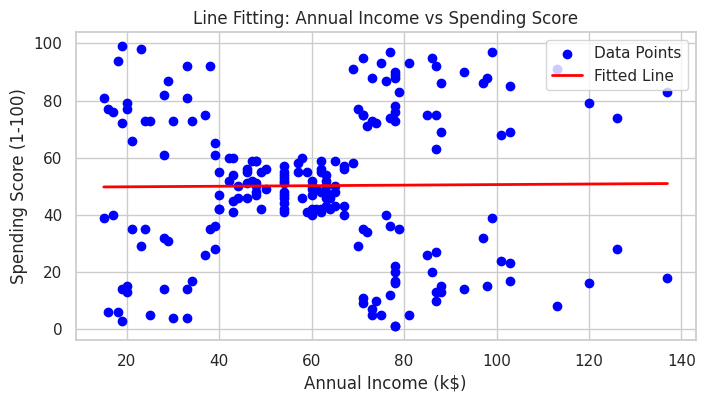 Line Fitting: Annual Income vs Spending Score
Data Points
Fitted Line
Spending Score (1-100)
100
80
60
40
20
0
20 40 60 80 100 120 140
Annual Income (k$)